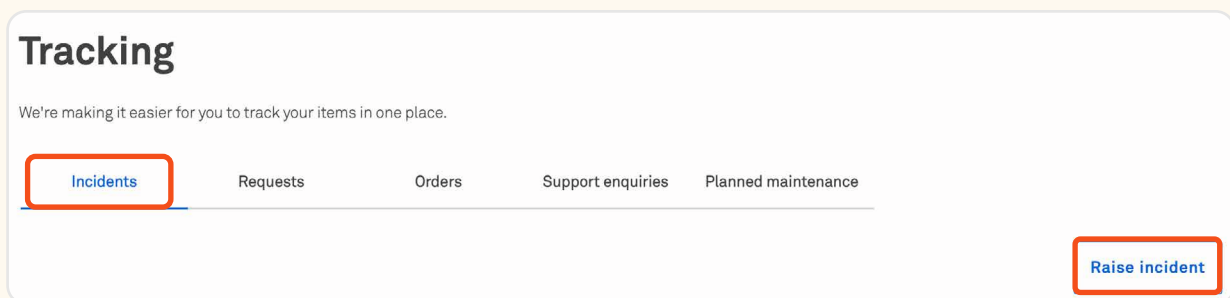 Tracking
We're making it easier for you to track your items in one place.
Incidents Requests Orders Support enquiries Planned maintenance
Raise incident